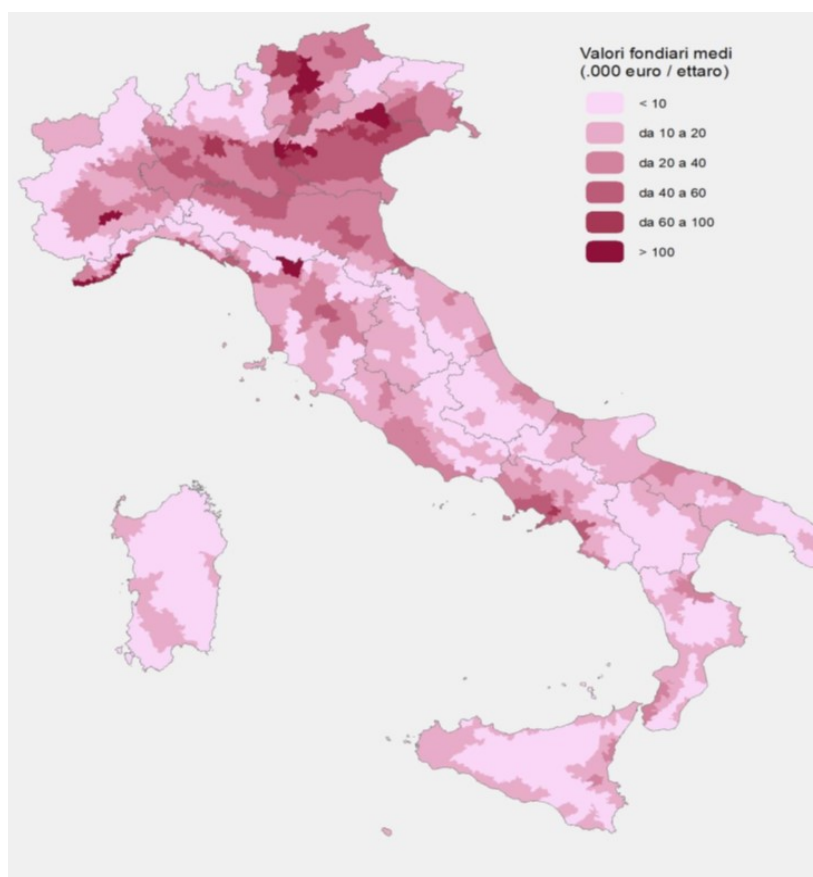 Valori fondiari medi
(.000 euro / ettaro)
< 10
da 10 a 20
da 20 a 40
da 40 a 60
da 60 a 100
> 100